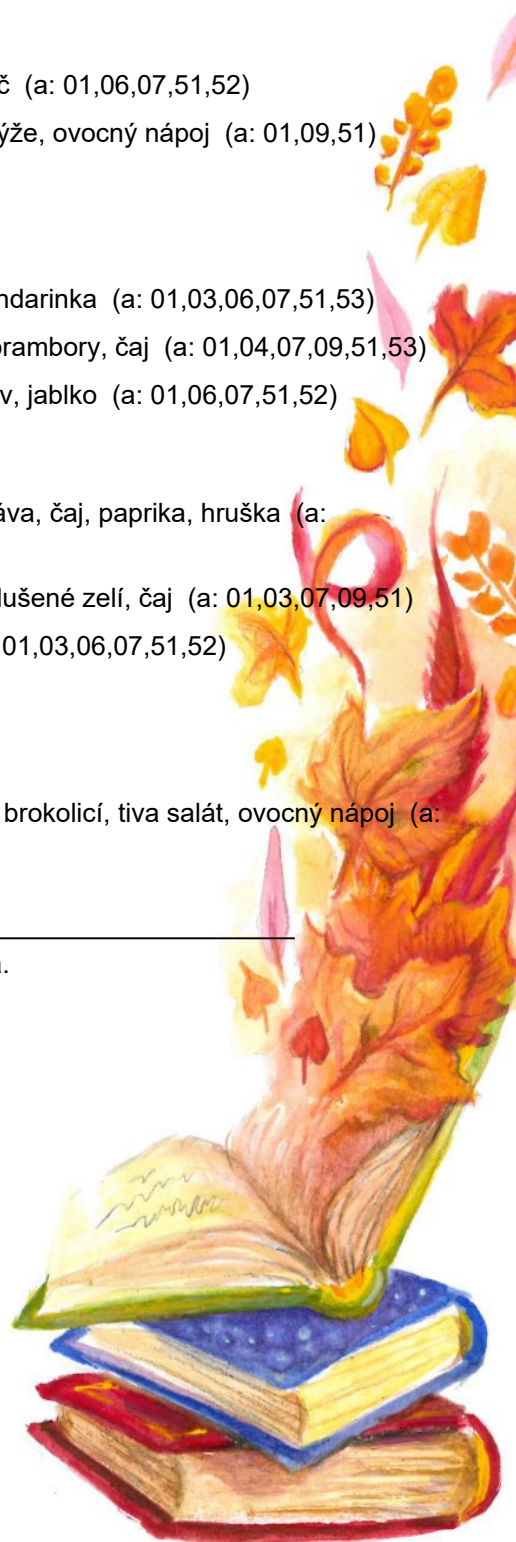 č (a: 01,06,07,51,52)
ýže, ovocný nápoj (a: 01,09,51)
ndarinka (a: 01,03,06,07,51,53)
orambory, čaj (a: 01,04,07,09,51,53)
v, jablko (a: 01,06,07,51,52)
áva, čaj, paprika, hruška (a:
dušené zelí, čaj (a: 01,03,07,09,51)
01,03,06,07,51,52)
brokolicí, tiva salát, ovocný nápoj (a:
a.